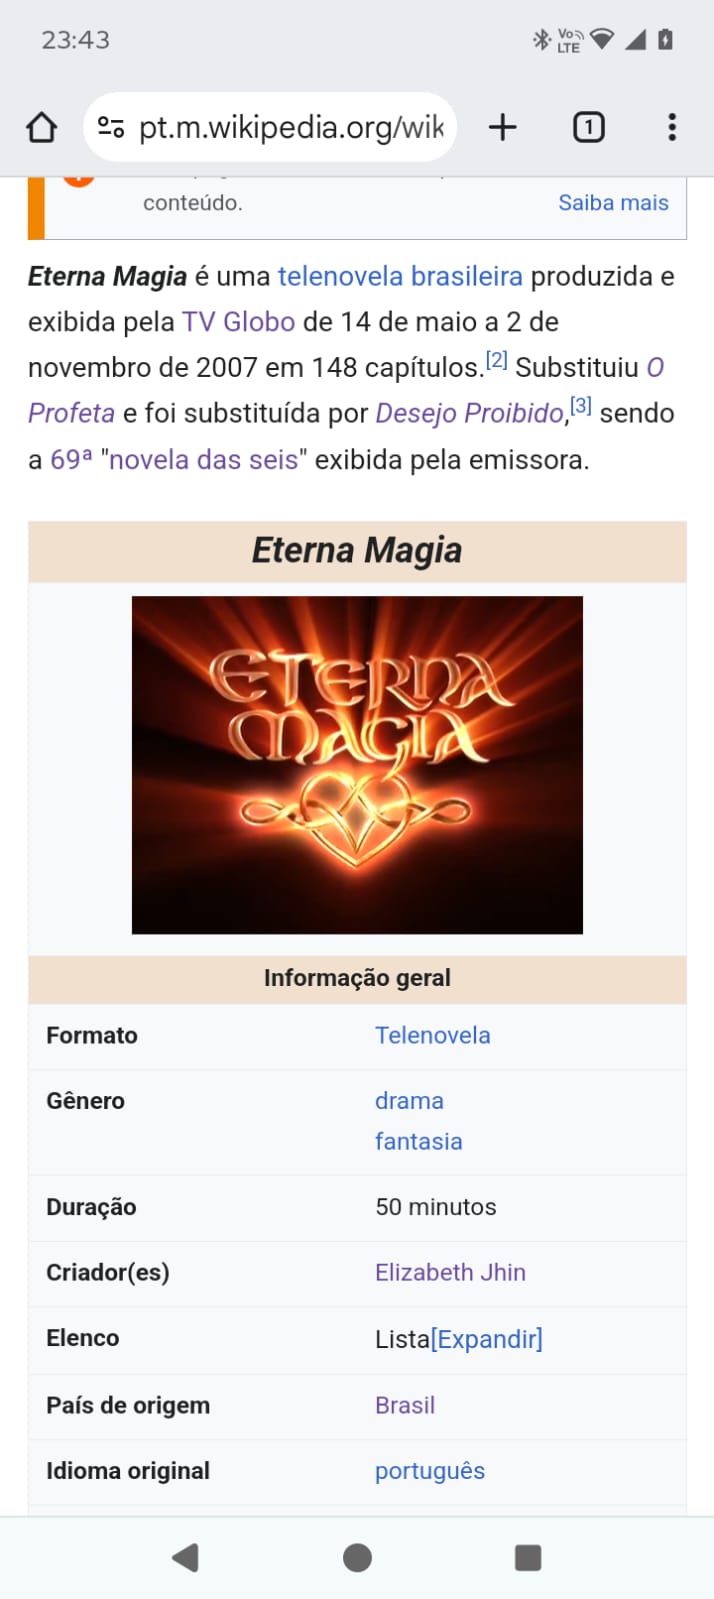 23:43
Vo LTE
pt.m.wikipedia.org/wik
1
conteúdo.
Saiba mais
Eterna Magia é uma telenovela brasileira produzida e
exibida pela TV Globo de 14 de maio a 2 de
novembro de 2007 em 148 capítulos.[2] Substituiu O
Profeta e foi substituída por Desejo Proibido,[3] sendo
a 69ª "novela das seis" exibida pela emissora.
Eterna Magia
ETERNA
MAGIA
Informação geral
Formato Telenovela
Gênero drama
fantasia
Duração 50 minutos
Criador(es) Elizabeth Jhin
Elenco Lista[Expandir]
País de origem Brasil
Idioma original português